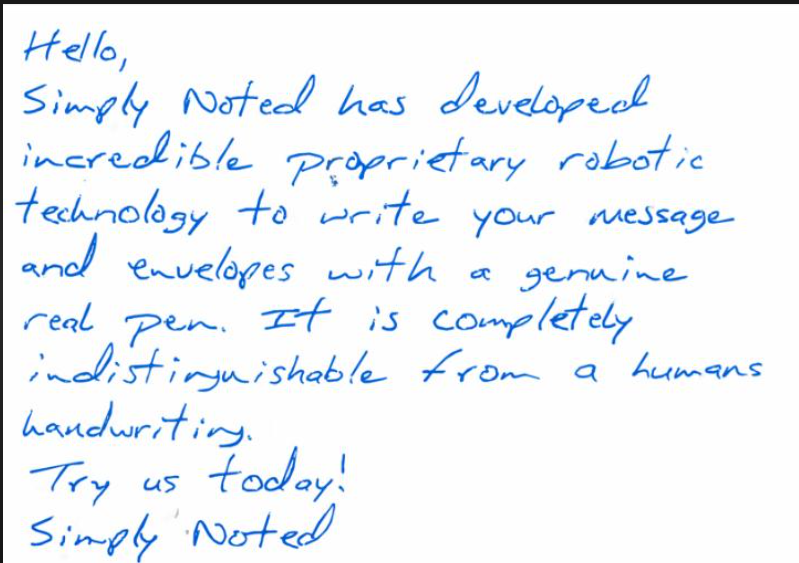 Hello,
Simply Noted has developed
incredible proprietary robotic
technology to write your message
and envelopes with a genuine
real pen. It is completely
indistinguishable from a humans
handwriting.
Try us today!
Simply Noted